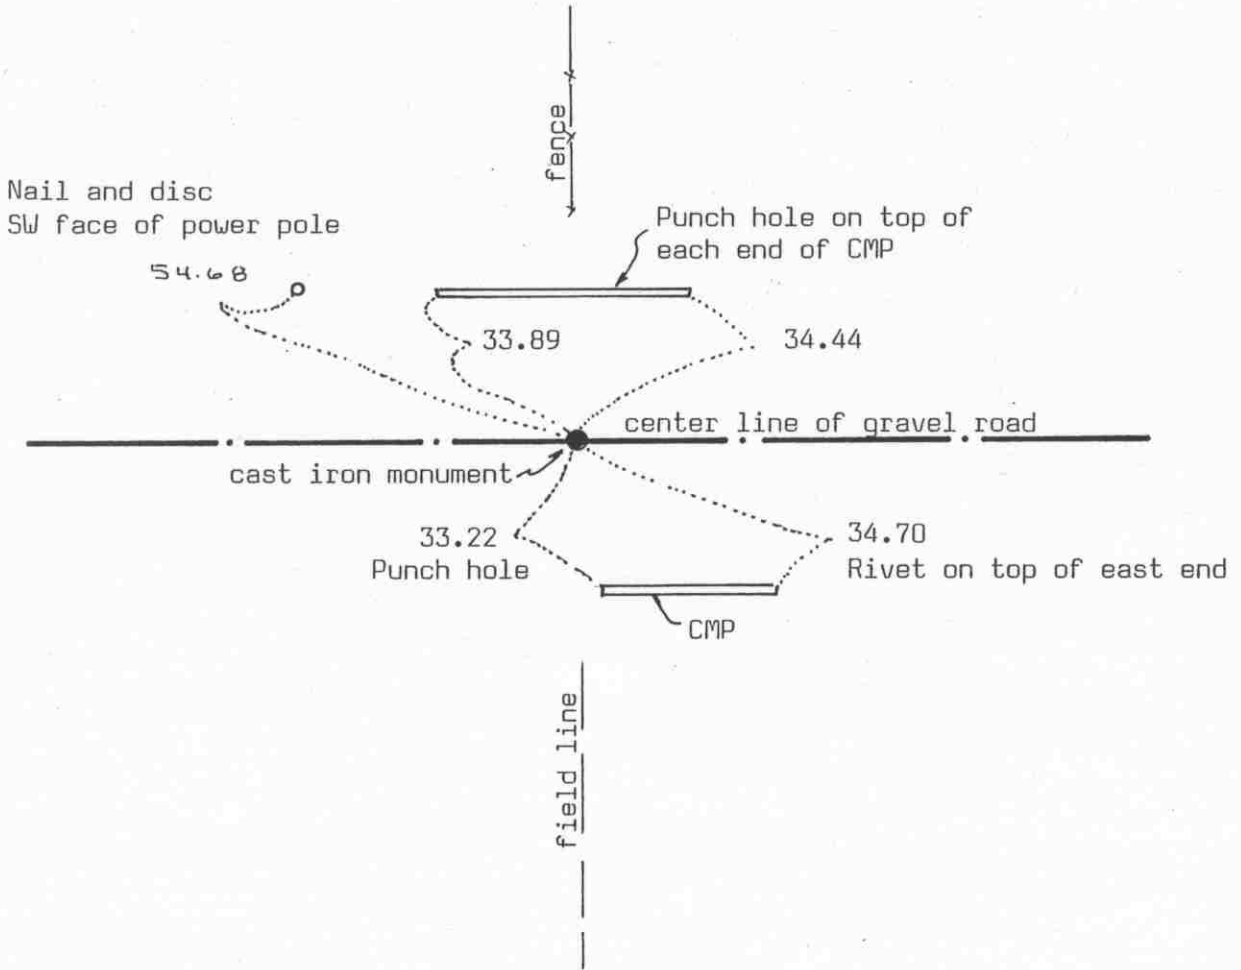 fence
Nail and disc
SW face of power pole
54.68
Punch hole on top of
each end of CMP
33.89
34.44
center line of gravel road
cast iron monument
33.22
Punch hole
34.70
Rivet on top of east end
CMP
field line